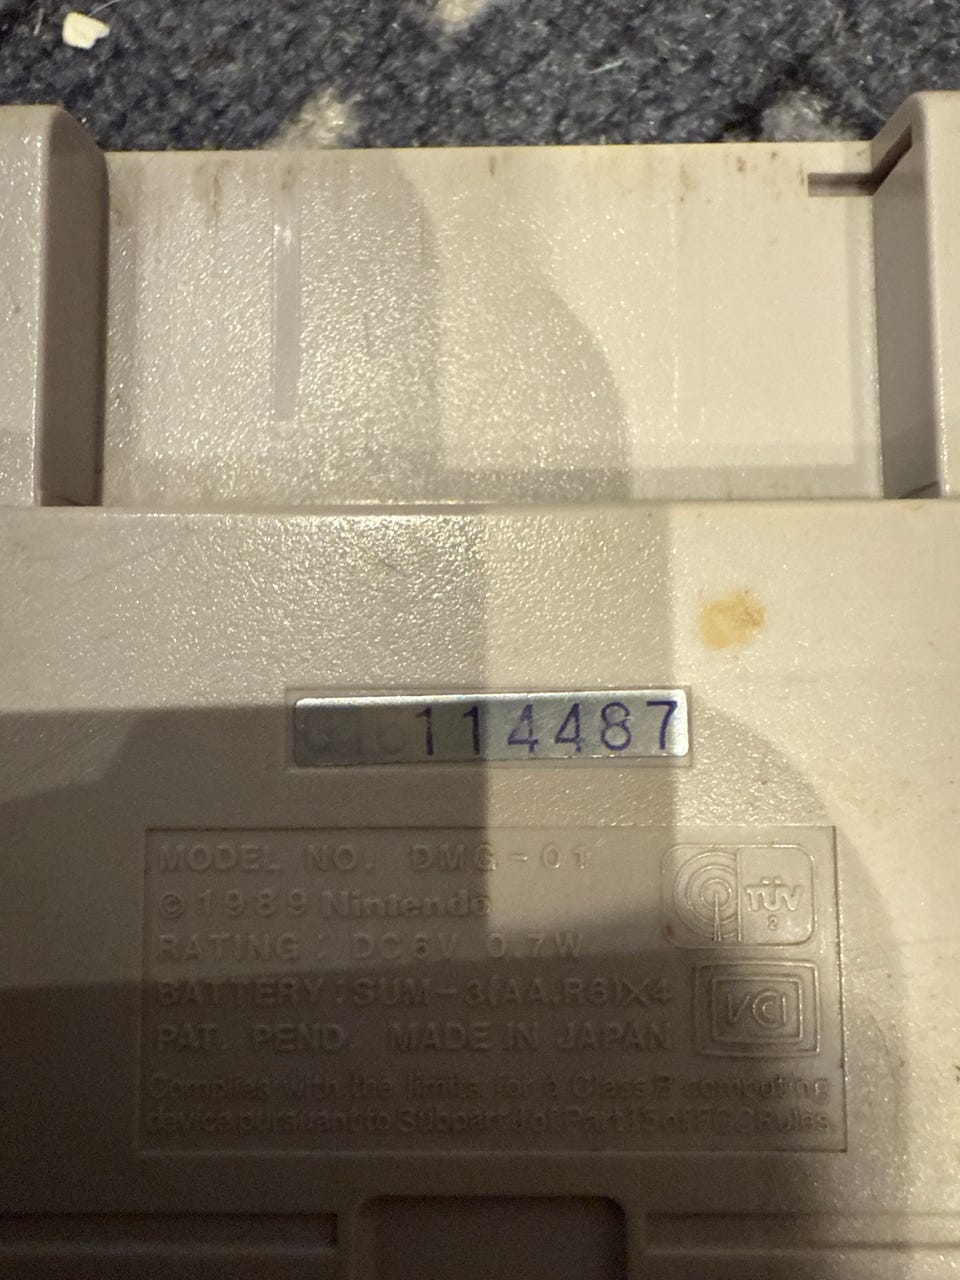 114487
MODEL NO. DMG-01
©1989 Nintendo
RATING : DC6V 0.7W
BATTERY : SUM-3(AA,R6)X4
PAT. PEND. MADE IN JAPAN
Complies with the limits for a Class B computing
device pursuant to Subpart J of Part 15 of FCC Rules.
TÜV
2
VCI